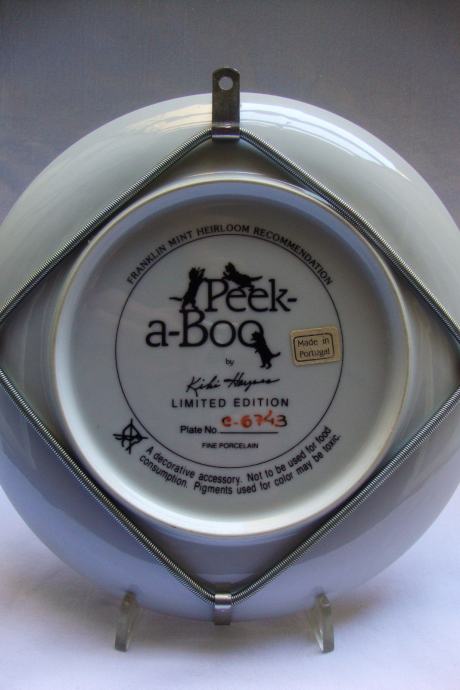 FRANKLIN MINT HEIRLOOM RECOMMENDATION
Peek-
a-Boo
Made in
Portugal
by
LIMITED EDITION
Plate No. C-6743
FINE PORCELAIN
A decorative accessory. Not to be used for food
consumption. Pigments used for color may be toxic.